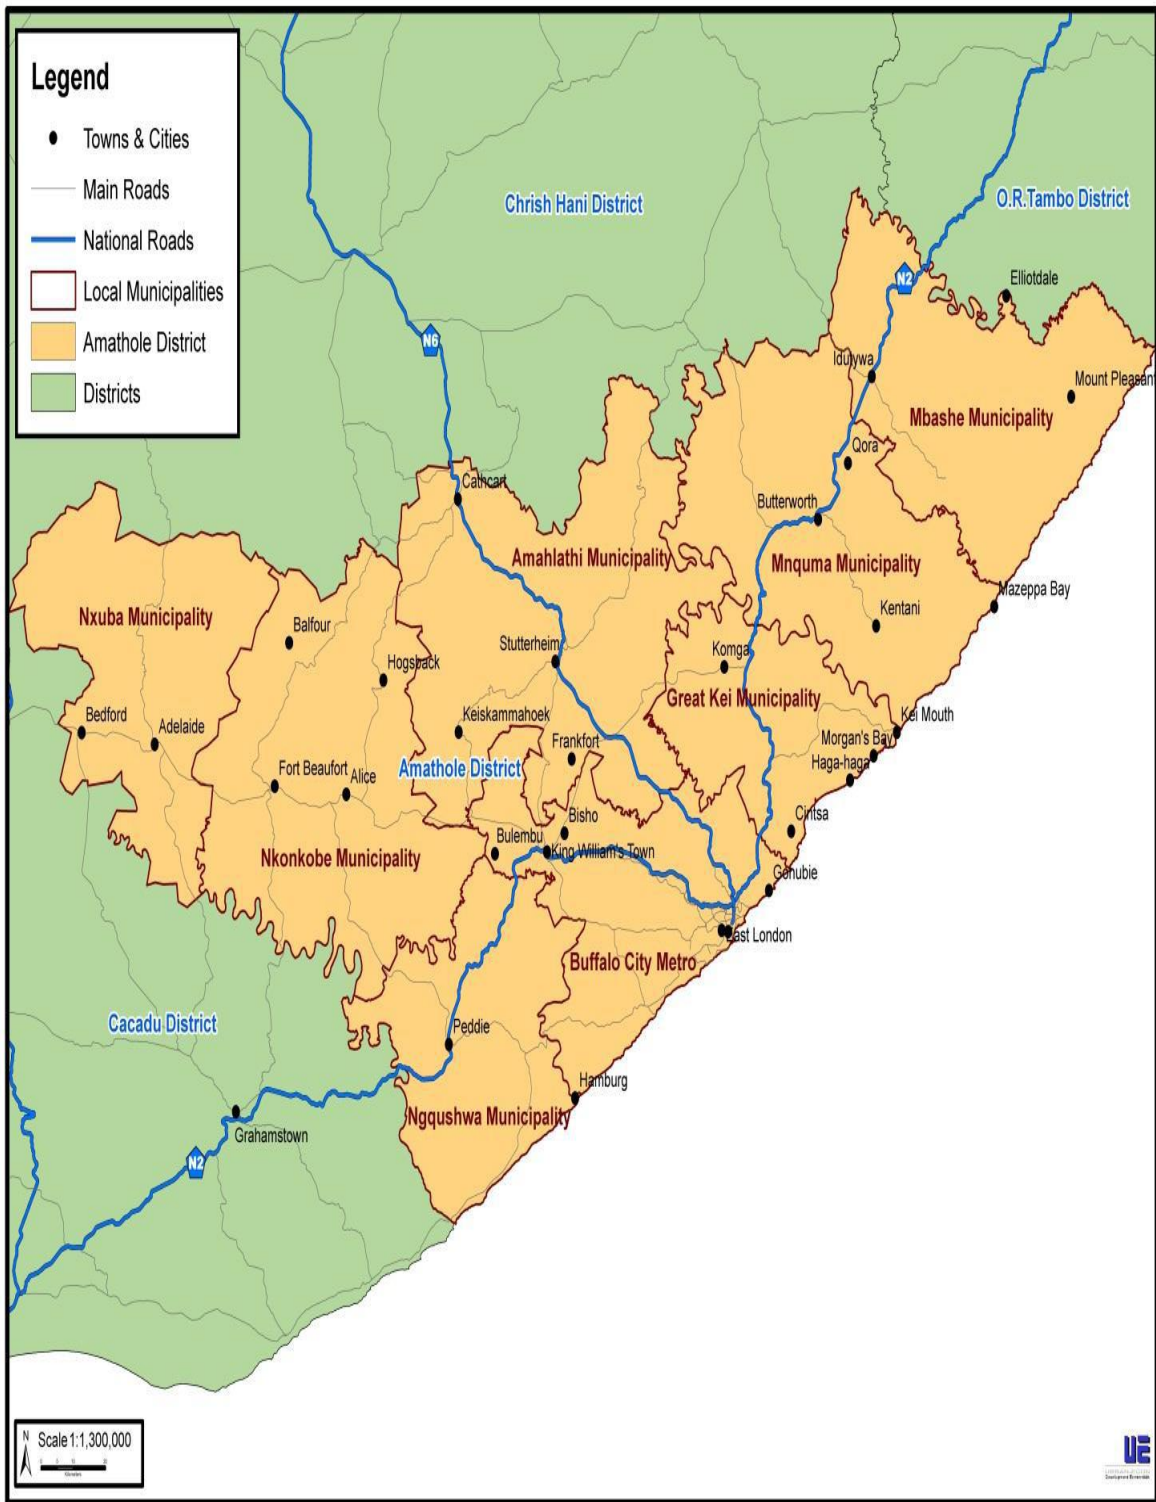 Legend
Towns & Cities
Main Roads
National Roads
Local Municipalities
Amathole District
Districts
Chrish Hani District
O.R.Tambo District
N2
Elliotdale
N6
Idutywa
Mount Pleasant
Mbashe Municipality
Qora
Cathcart
Butterworth
Amahlathi Municipality
Mnquma Municipality
Mazeppa Bay
Nxuba Municipality
Kentani
Balfour
Stutterheim
Komga
Hogsback
Great Kei Municipality
Bedford
Adelaide
Keiskammahoek
Kei Mouth
Frankfort
Morgan's Bay
Haga-haga
Fort Beaufort
Alice
Amathole District
Cintsa
Bisho
Bulembu
King William's Town
Nkonkobe Municipality
Gonubie
East London
Buffalo City Metro
Cacadu District
Peddie
Hamburg
Ngqushwa Municipality
Grahamstown
N2
N
Scale 1:1,300,000
UE